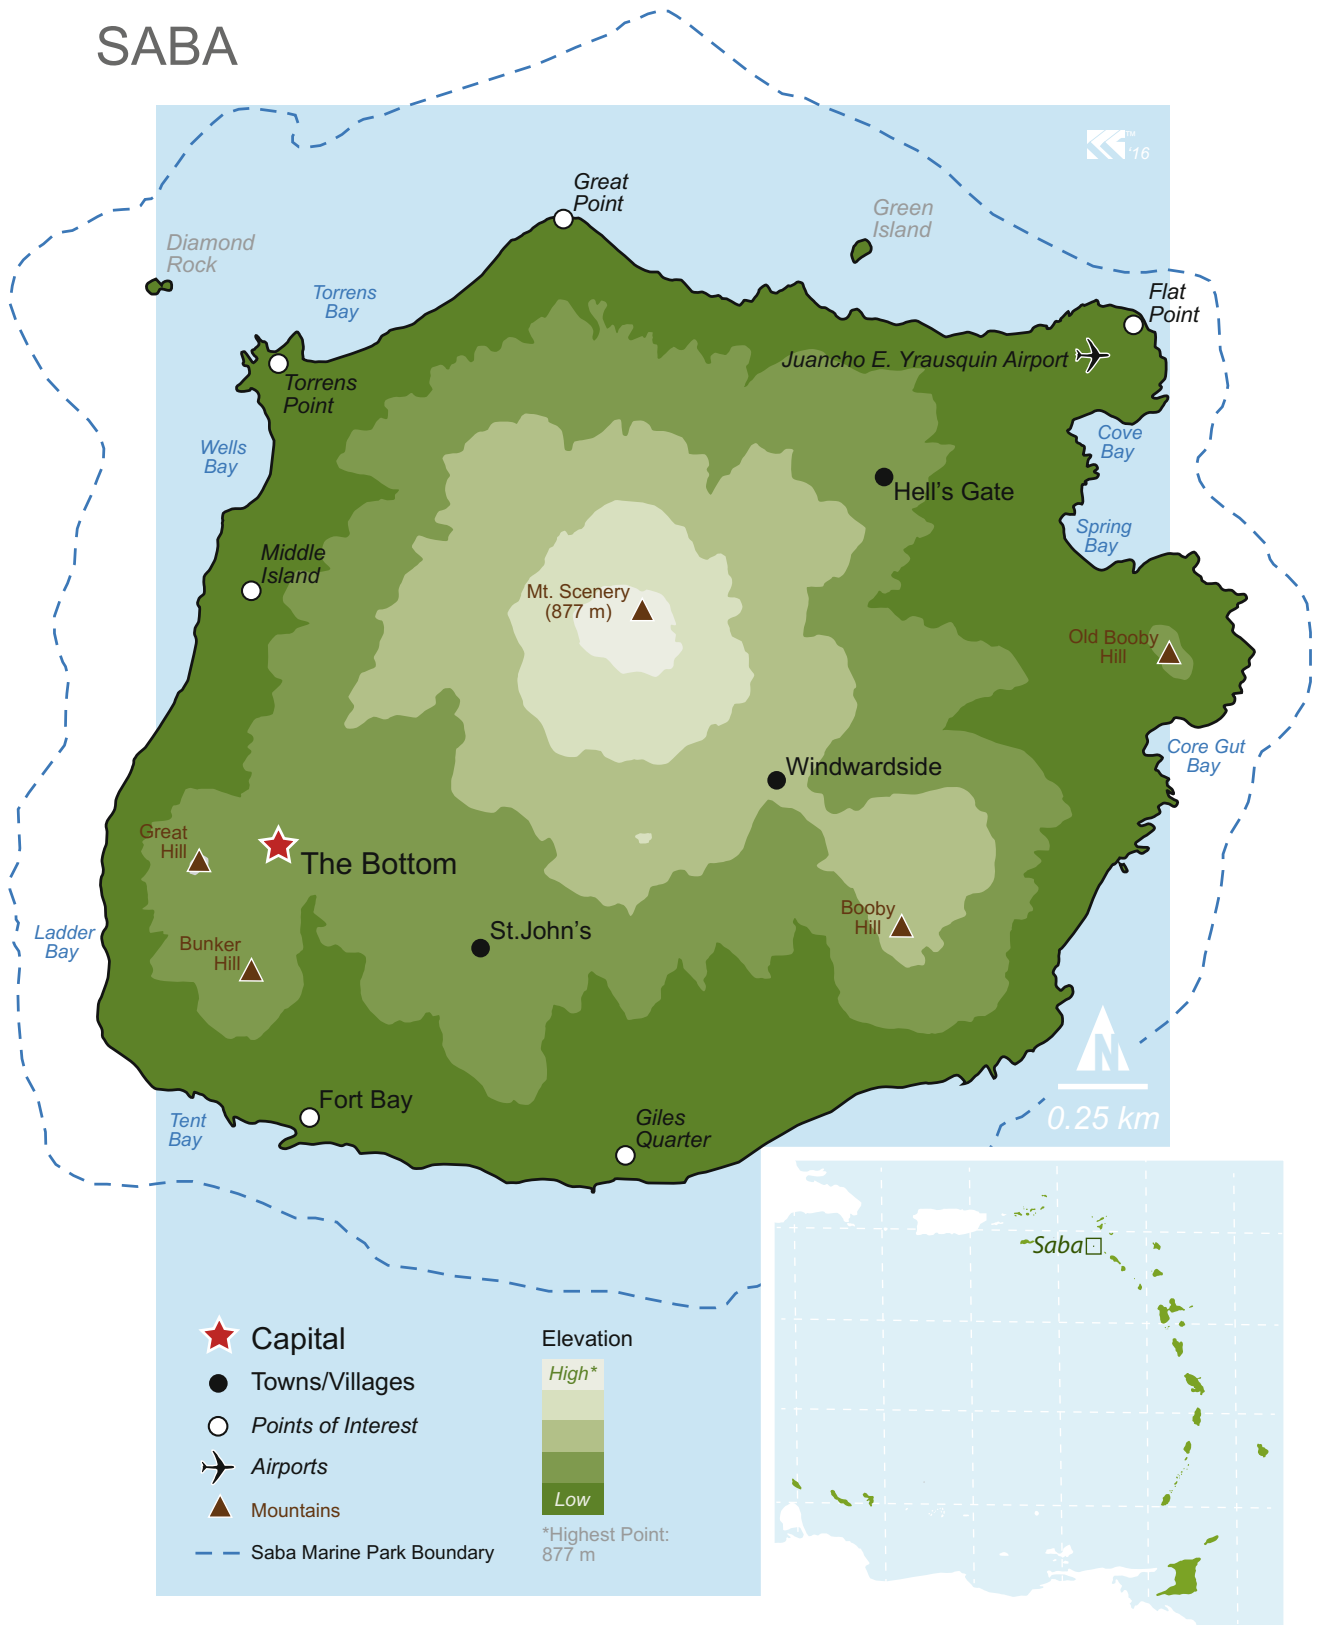 SABA
TM
'16
Great
Point
Green
Island
Diamond
Rock
Torrens
Bay
Flat
Point
Juancho E. Yrausquin Airport
Torrens
Point
Cove
Bay
Wells
Bay
Hell's Gate
Spring
Bay
Middle
Island
Mt. Scenery
(877 m)
Old Booby
Hill
Core Gut
Bay
Windwardside
Great
Hill
The Bottom
Booby
Hill
St.John's
Ladder
Bay
Bunker
Hill
N
0.25 km
Fort Bay
Tent
Bay
Giles
Quarter
Saba
Capital
Towns/Villages
Points of Interest
Airports
Mountains
Saba Marine Park Boundary
Elevation
High*
Low
*Highest Point:
877 m